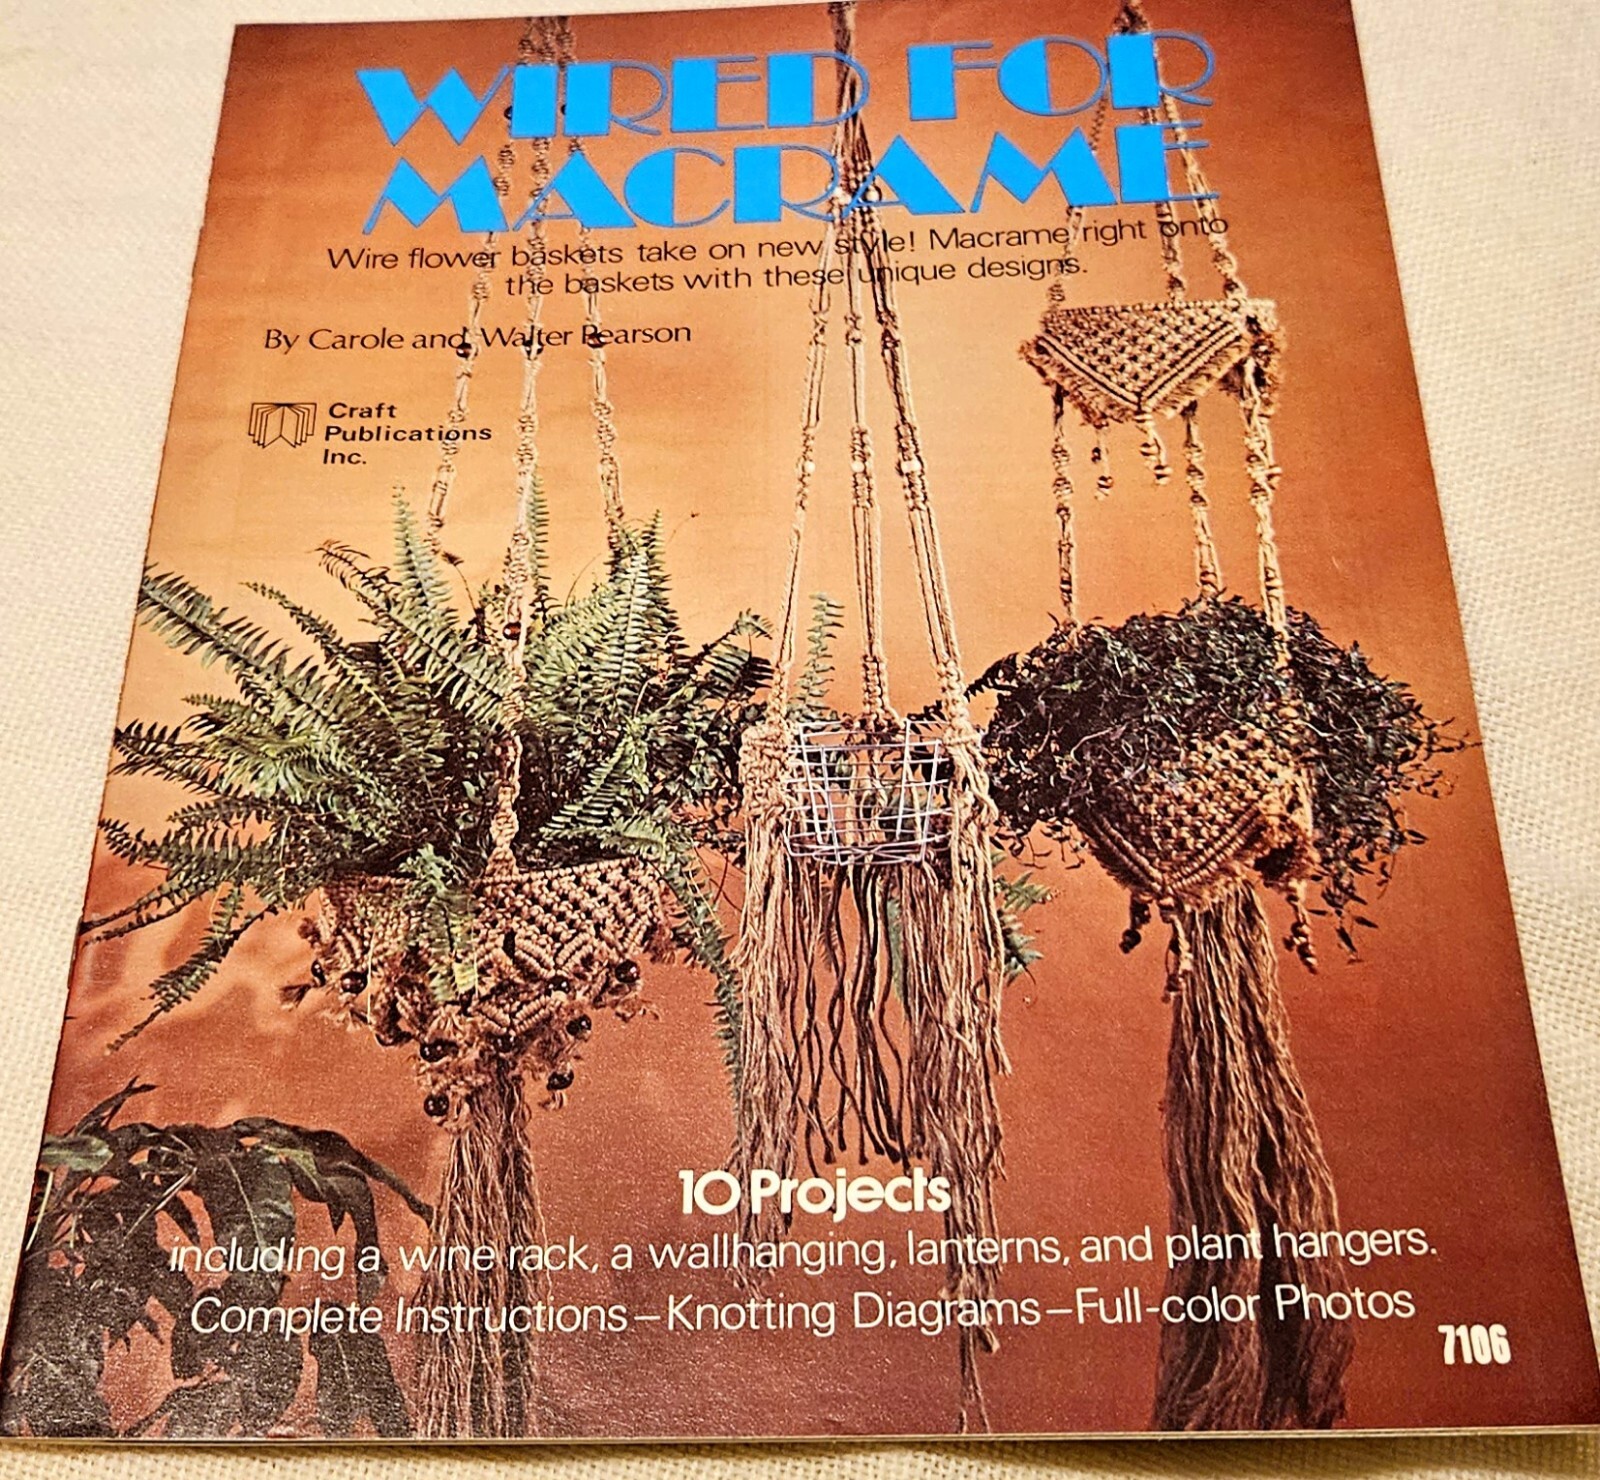 WIRED FOR
MACRAME
Wire flower baskets take on new style! Macrame right onto
the baskets with these unique designs.
By Carole and Walter Pearson
Craft
Publications
Inc.
10 Projects
including a wine rack, a wallhanging, lanterns, and plant hangers.
Complete Instructions—Knotting Diagrams—Full-color Photos
7106